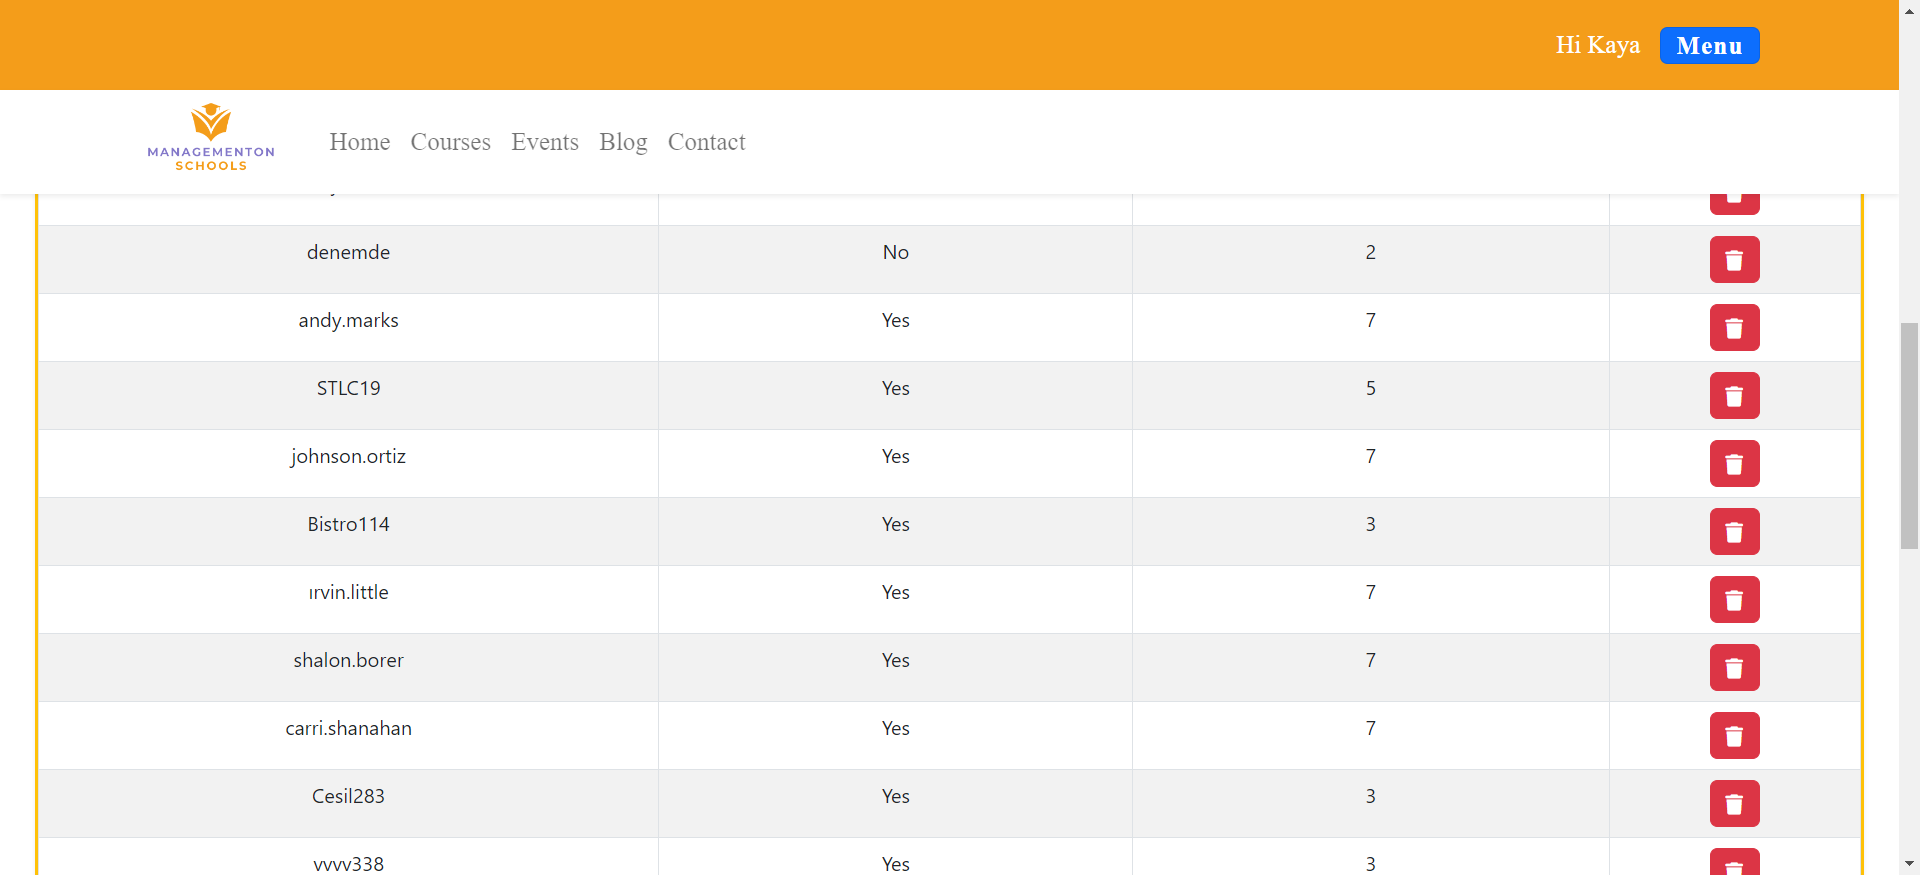 Hi Kaya Menu
MANAGEMENTON
SCHOOLS
Home Courses Events Blog Contact
denemde No 2
andy.marks Yes 7
STLC19 Yes 5
johnson.ortiz Yes 7
Bistro114 Yes 3
ırvin.little Yes 7
shalon.borer Yes 7
carri.shanahan Yes 7
Cesil283 Yes 3
vvvv338 Yes 3